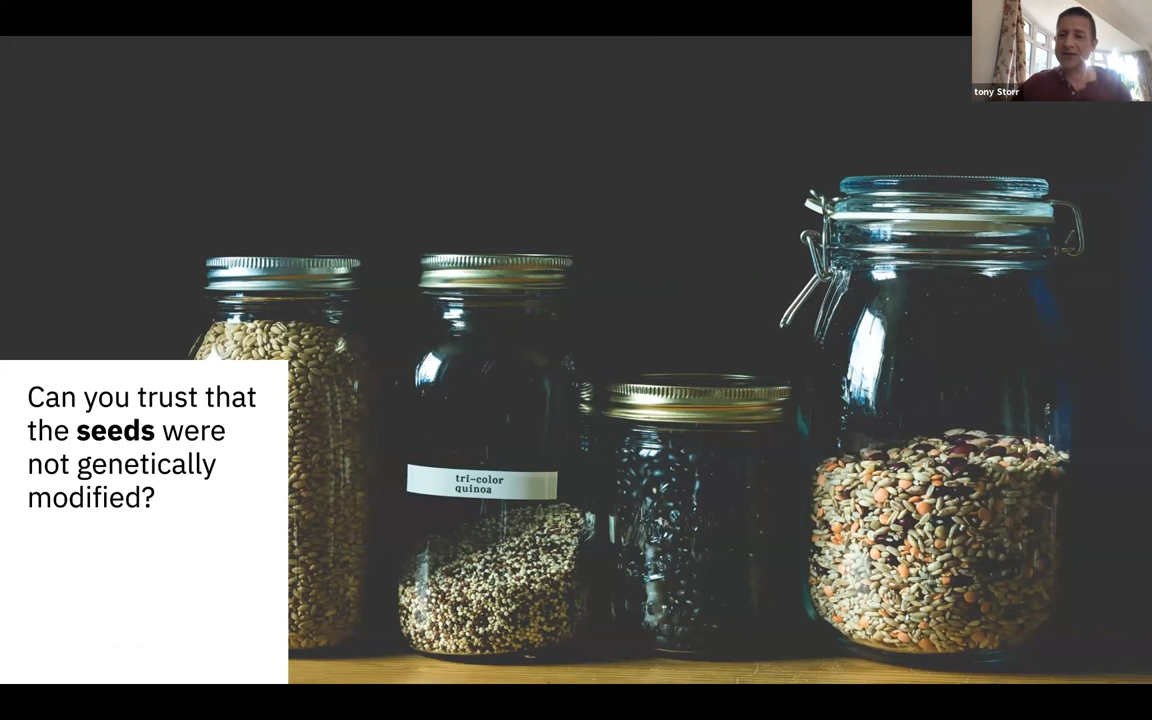 tony Storr
Can you trust that
the seeds were
not genetically
modified?
tri-color
quinoa